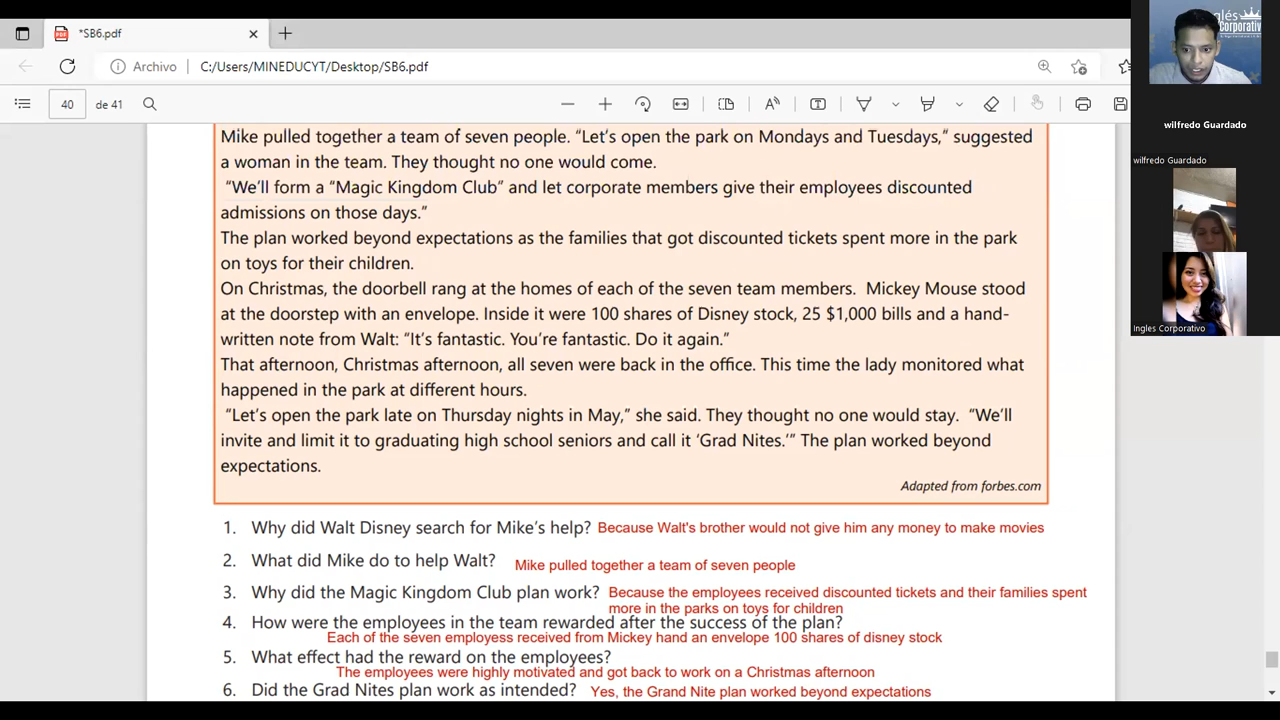 *SB6.pdf
Archivo C:/Users/MINEDUCYT/Desktop/SB6.pdf
40 de 41
Mike pulled together a team of seven people. “Let’s open the park on Mondays and Tuesdays,“ suggested
a woman in the team. They thought no one would come.
“We’ll form a “Magic Kingdom Club” and let corporate members give their employees discounted
admissions on those days.”
The plan worked beyond expectations as the families that got discounted tickets spent more in the park
on toys for their children.
On Christmas, the doorbell rang at the homes of each of the seven team members. Mickey Mouse stood
at the doorstep with an envelope. Inside it were 100 shares of Disney stock, 25 $1,000 bills and a hand-
written note from Walt: “It’s fantastic. You’re fantastic. Do it again.”
That afternoon, Christmas afternoon, all seven were back in the office. This time the lady monitored what
happened in the park at different hours.
“Let’s open the park late on Thursday nights in May,” she said. They thought no one would stay. “We’ll
invite and limit it to graduating high school seniors and call it ‘Grad Nites.’” The plan worked beyond
expectations.
Adapted from forbes.com
1. Why did Walt Disney search for Mike’s help? Because Walt's brother would not give him any money to make movies
2. What did Mike do to help Walt? Mike pulled together a team of seven people
3. Why did the Magic Kingdom Club plan work? Because the employees received discounted tickets and their families spent
more in the parks on toys for children
4. How were the employees in the team rewarded after the success of the plan?
Each of the seven employess received from Mickey hand an envelope 100 shares of disney stock
5. What effect had the reward on the employees?
The employees were highly motivated and got back to work on a Christmas afternoon
6. Did the Grad Nites plan work as intended? Yes, the Grand Nite plan worked beyond expectations
glés
Corporativo
wilfredo Guardado
wilfredo Guardado
Ingles Corporativo